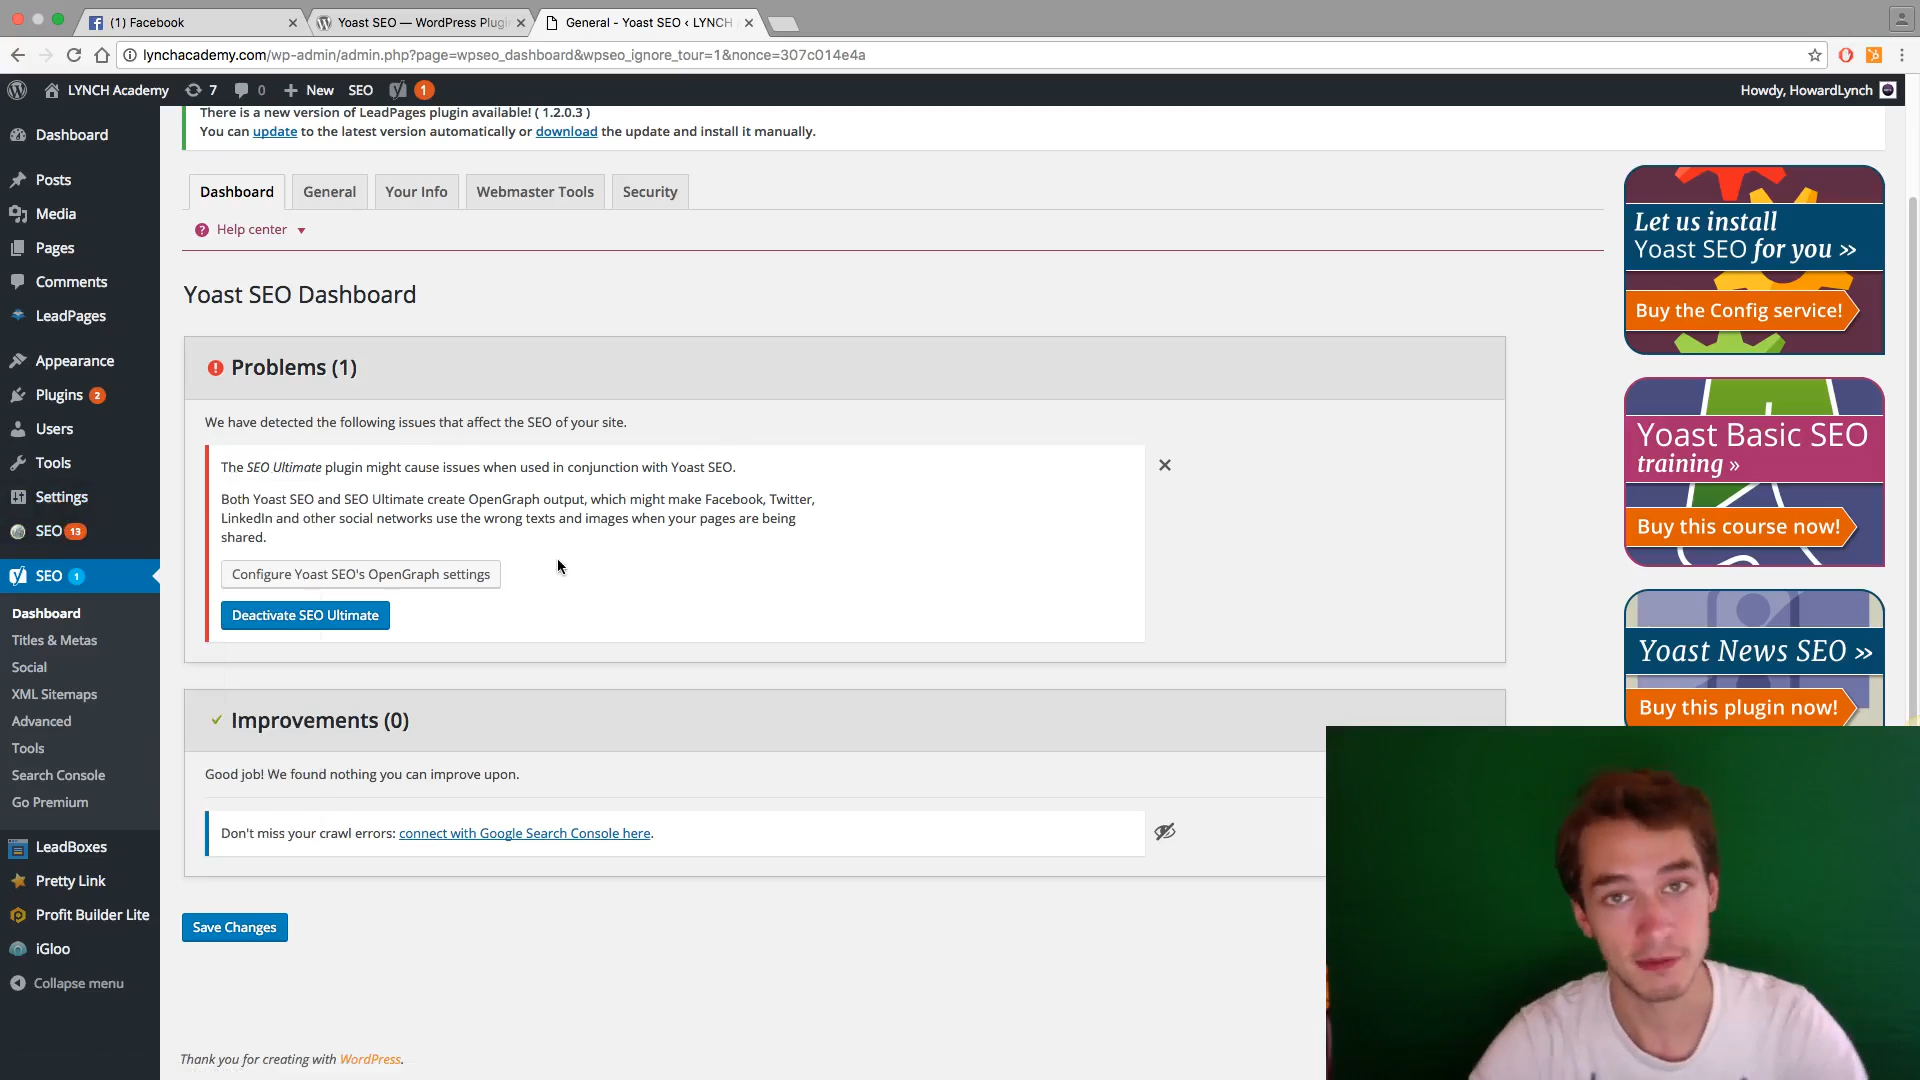 (1) Facebook
Yoast SEO — WordPress Plugi
General - Yoast SEO ‹ LYNCH
lynchacademy.com/wp-admin/admin.php?page=wpseo_dashboard&wpseo_ignore_tour=1&nonce=307c014e4a
LYNCH Academy 7 0 New SEO 1
Howdy, HowardLynch
Dashboard
Posts
Media
Pages
Comments
LeadPages
Appearance
Plugins 2
Users
Tools
Settings
SEO 13
SEO 1
Dashboard
Titles & Metas
Social
XML Sitemaps
Advanced
Tools
Search Console
Go Premium
LeadBoxes
Pretty Link
Profit Builder Lite
iGloo
Collapse menu
There is a new version of LeadPages plugin available! ( 1.2.0.3 )
You can update to the latest version automatically or download the update and install it manually.
Dashboard General Your Info Webmaster Tools Security
Help center
Yoast SEO Dashboard
Problems (1)
We have detected the following issues that affect the SEO of your site.
The SEO Ultimate plugin might cause issues when used in conjunction with Yoast SEO.
Both Yoast SEO and SEO Ultimate create OpenGraph output, which might make Facebook, Twitter,
LinkedIn and other social networks use the wrong texts and images when your pages are being
shared.
Configure Yoast SEO's OpenGraph settings
Deactivate SEO Ultimate
Improvements (0)
Good job! We found nothing you can improve upon.
Don't miss your crawl errors: connect with Google Search Console here.
Save Changes
Thank you for creating with WordPress.
Let us install
Yoast SEO for you »
Buy the Config service!
Yoast Basic SEO
training »
Buy this course now!
Yoast News SEO »
Buy this plugin now!